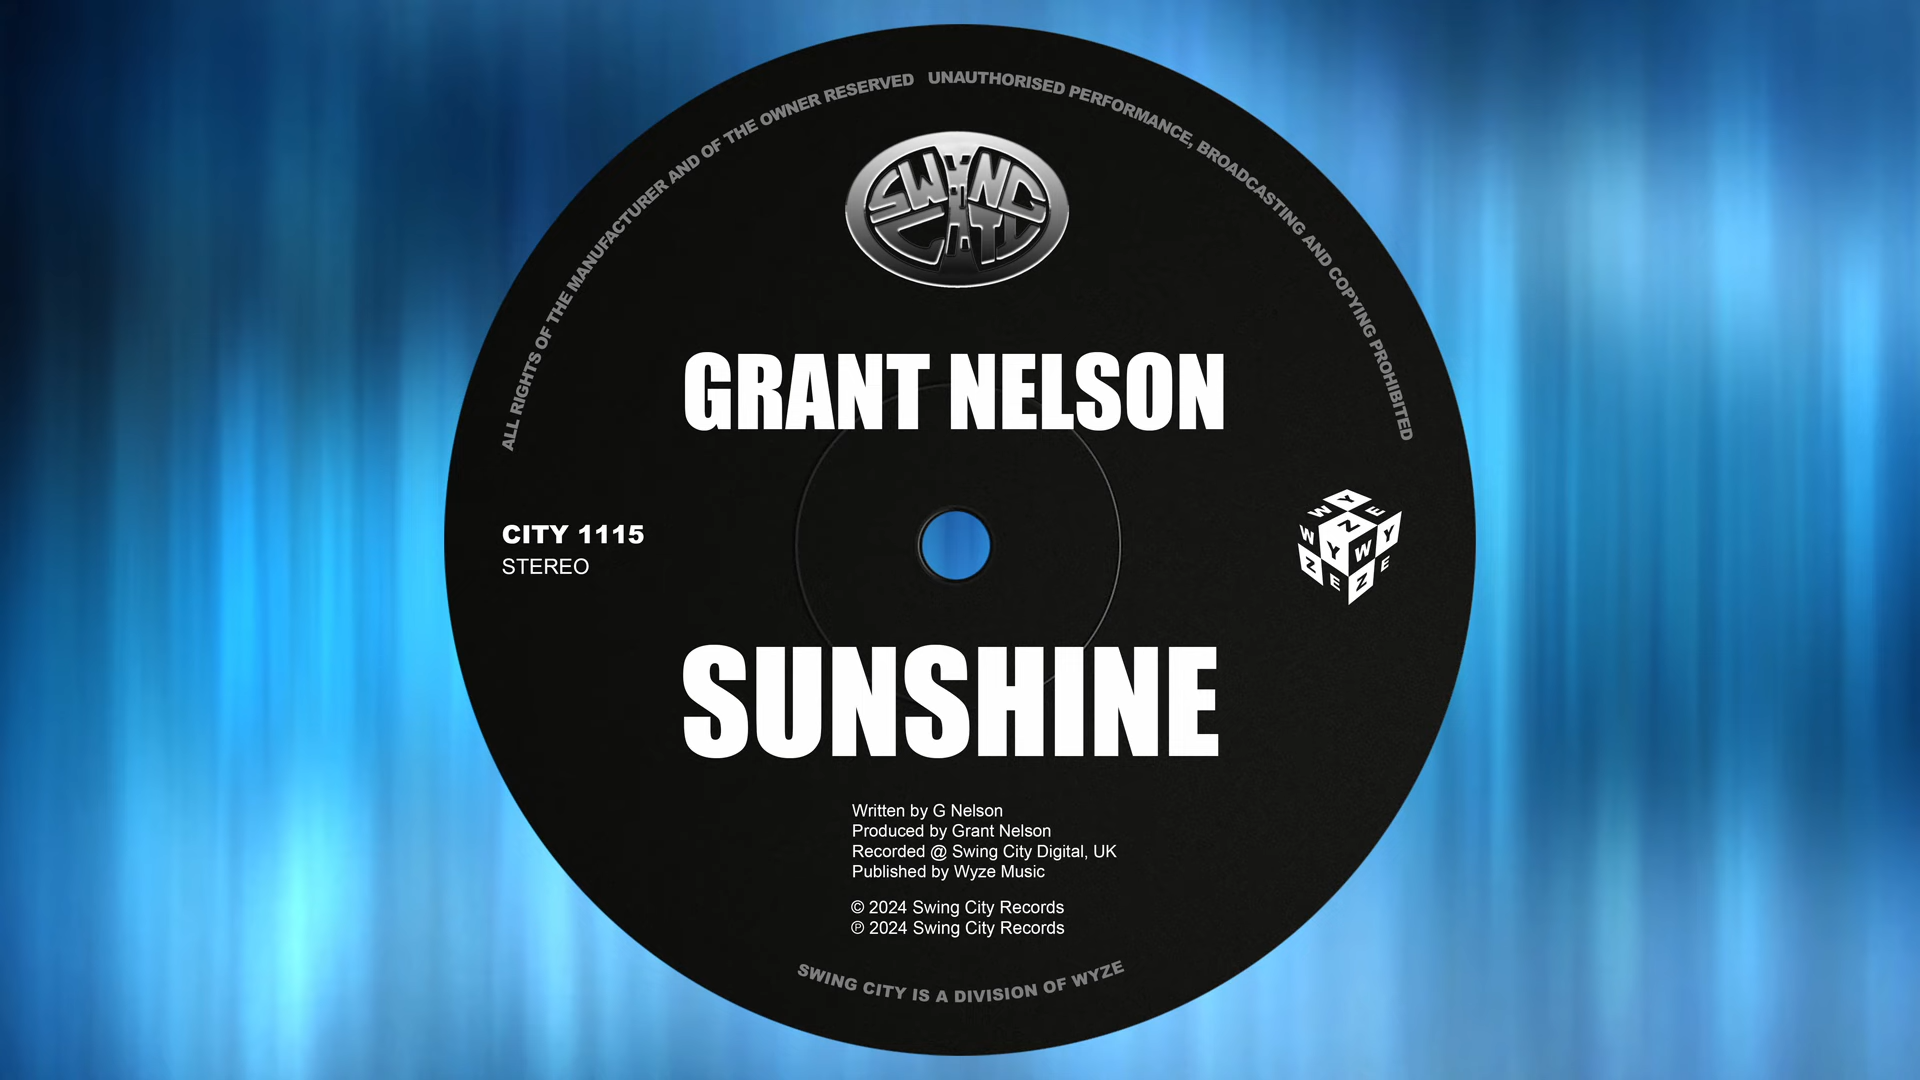 ALL RIGHTS OF THE MANUFACTURER AND OF THE OWNER RESERVED UNAUTHORISED PERFORMANCE, BROADCASTING AND COPYING PROHIBITED
SWING
CITY
GRANT NELSON
CITY 1115
STEREO
WYZE
SUNSHINE
Written by G Nelson
Produced by Grant Nelson
Recorded @ Swing City Digital, UK
Published by Wyze Music
© 2024 Swing City Records
℗ 2024 Swing City Records
SWING CITY IS A DIVISION OF WYZE